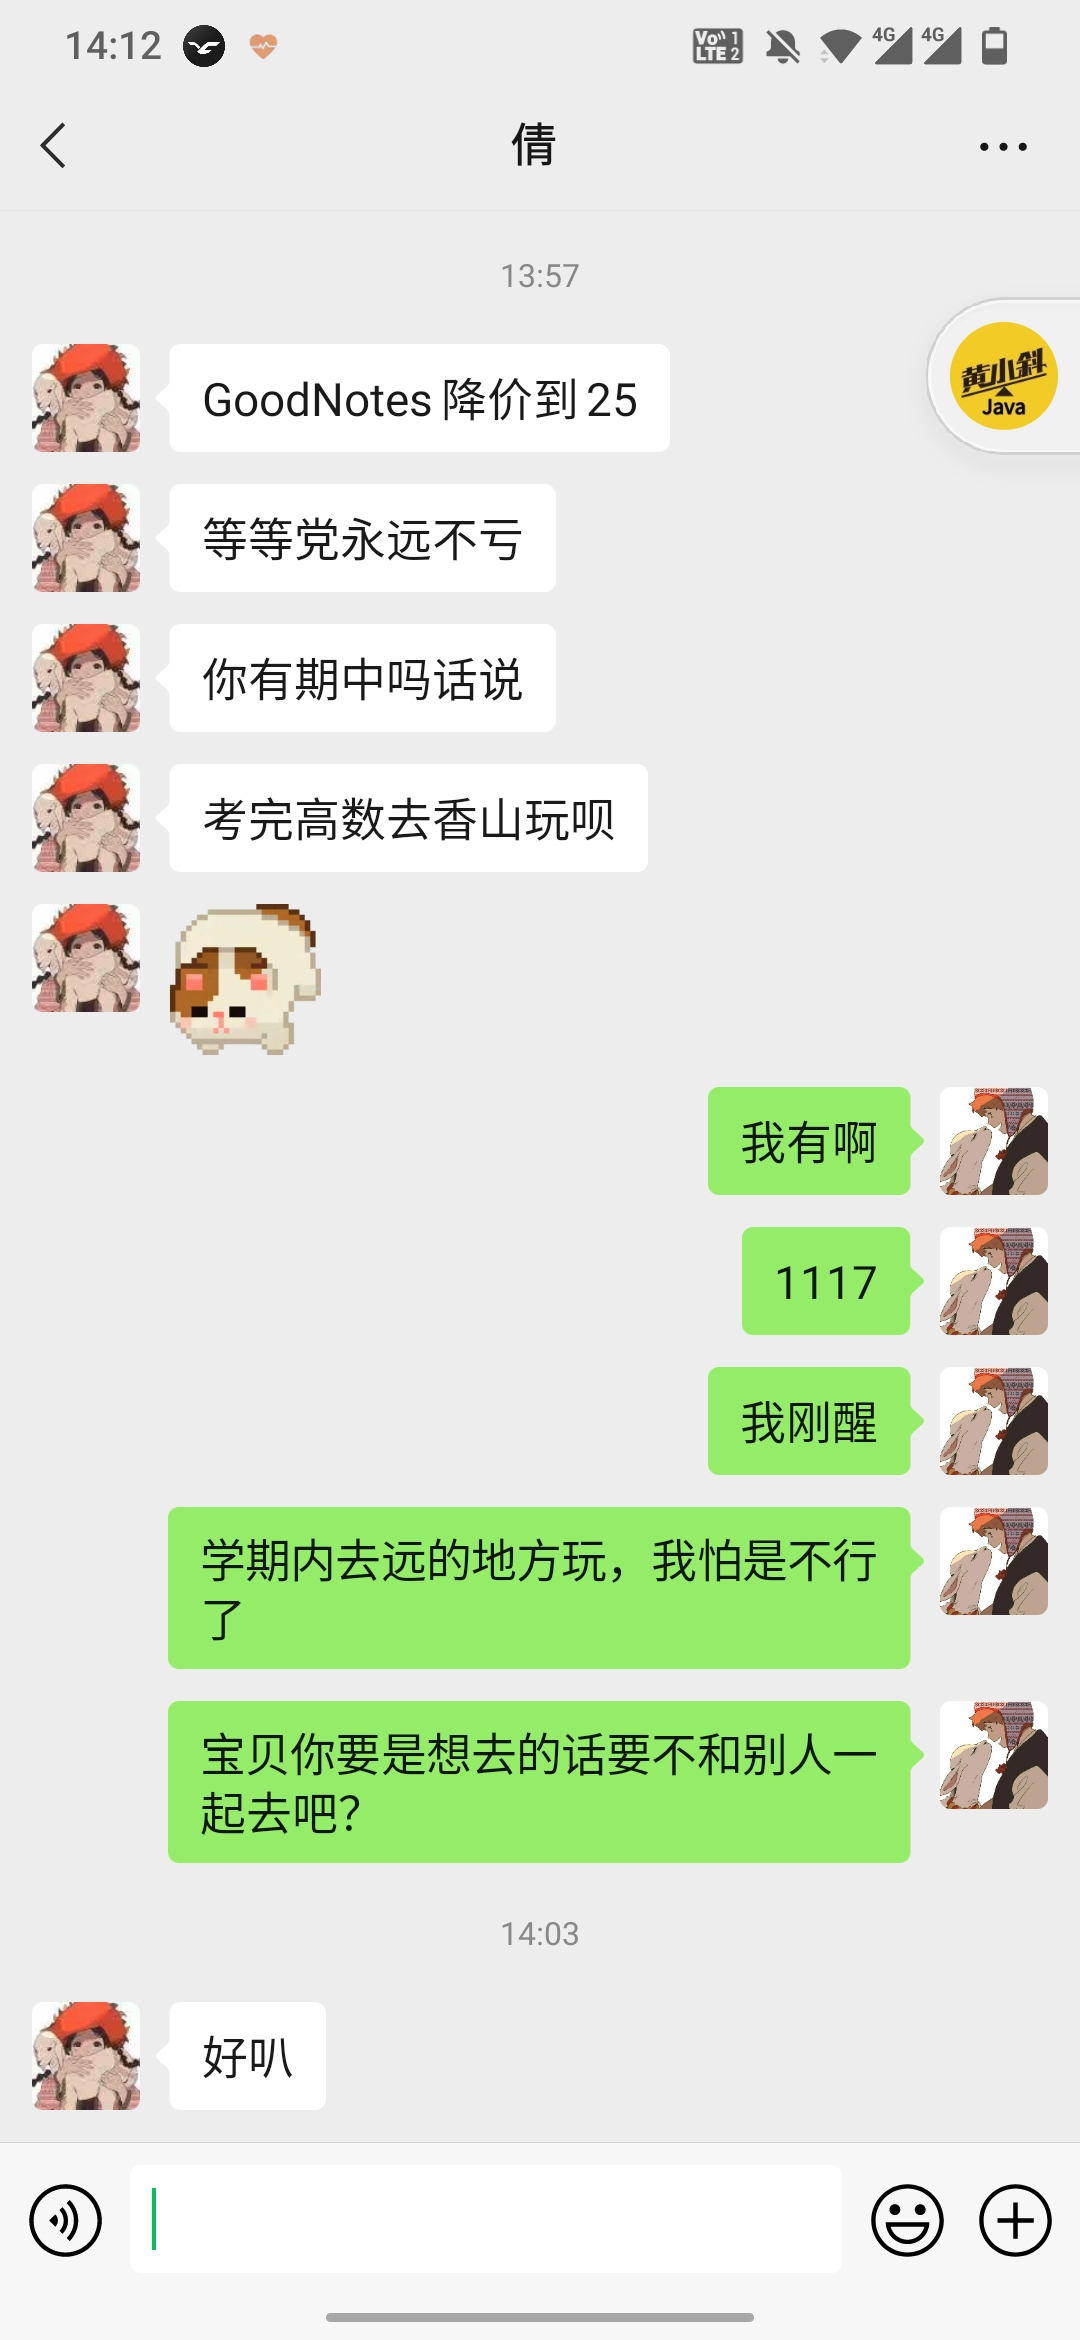 14:12
Vo 1
LTE 2
4G 4G
倩
13:57
黄小斜
Java
GoodNotes 降价到 25
等等党永远不亏
你有期中吗话说
考完高数去香山玩呗
我有啊
1117
我刚醒
学期内去远的地方玩，我怕是不行
了
宝贝你要是想去的话要不和别人一
起去吧？
14:03
好叭